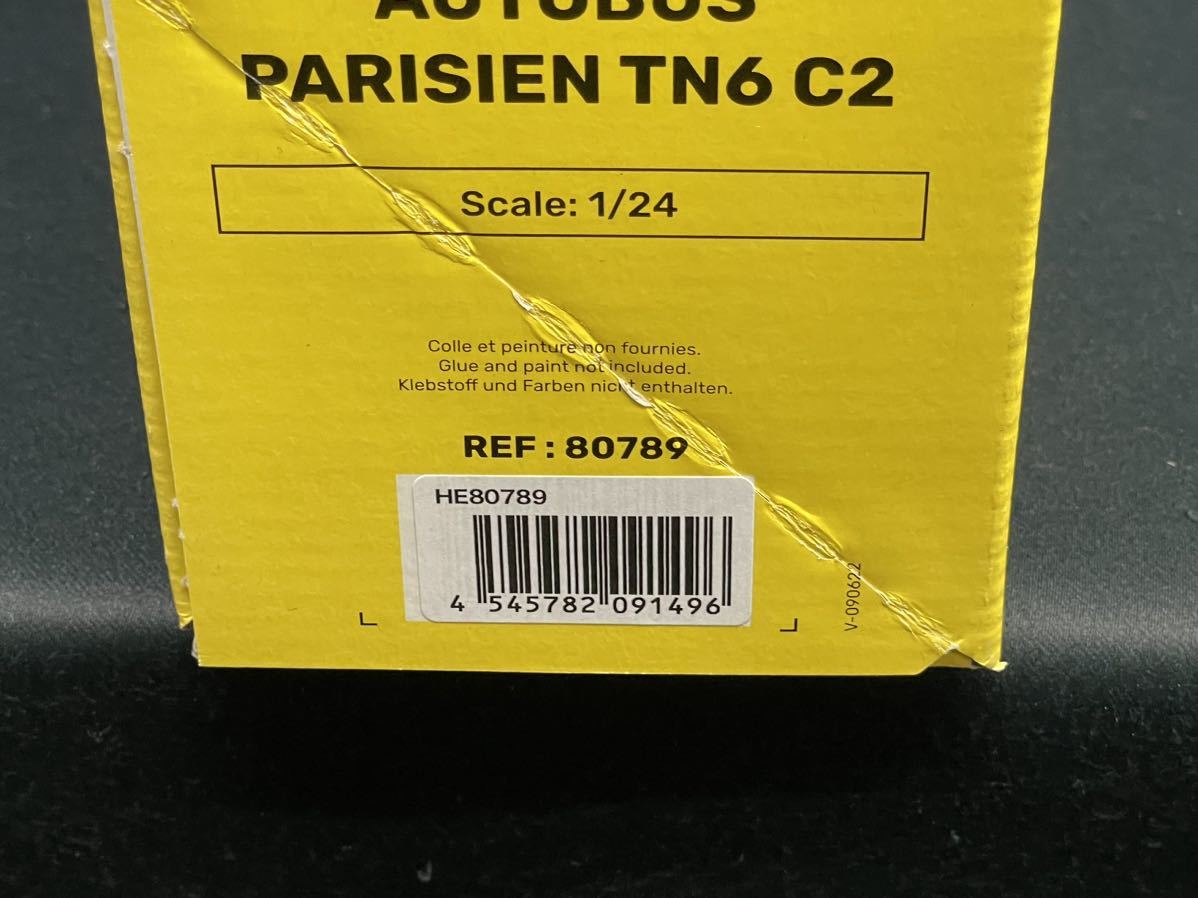 AUTOBUS
PARISIEN TN6 C2
Scale: 1/24
Colle et peinture non fournies.
Glue and paint not included.
Klebstoff und Farben nicht enthalten.
REF : 80789
HE80789
4 545782 091496
V-090622